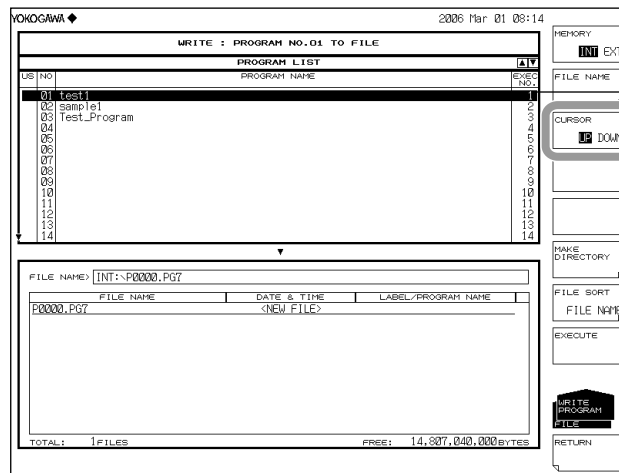 YOKOGAWA ◆
2006 Mar 01 08:14
WRITE : PROGRAM NO.01 TO FILE
PROGRAM LIST
US NO PROGRAM NAME EXEC NO.
01 test1 1
02 sample1 2
03 Test_Program 3
04 4
05 5
06 6
07 7
08 8
09 9
10 10
11 11
12 12
13 13
14 14
FILE NAME> INT:\P0000.PG7
FILE NAME DATE & TIME LABEL/PROGRAM NAME
P0000.PG7 <NEW FILE>
TOTAL: 1FILES FREE: 14,807,040,000BYTES
MEMORY
INT EXT
FILE NAME
CURSOR
UP DOWN
MAKE
DIRECTORY
FILE SORT
FILE NAME
EXECUTE
WRITE
PROGRAM
FILE
RETURN